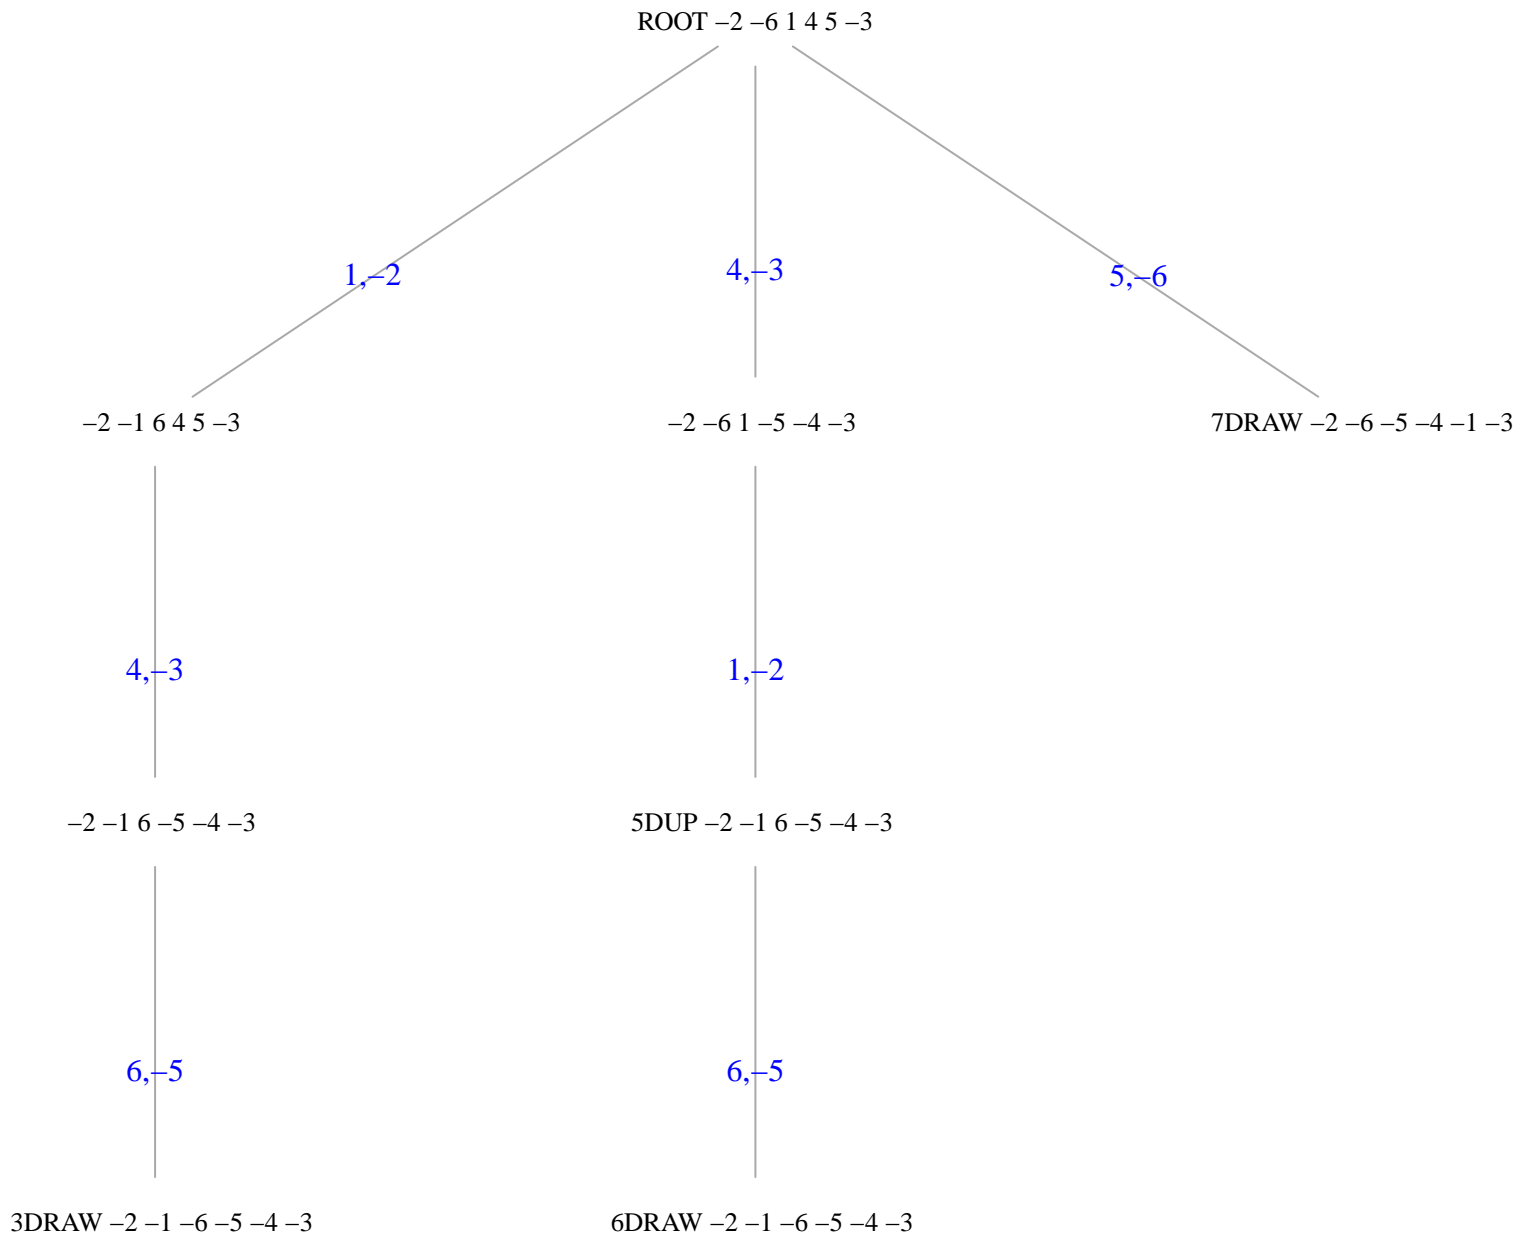 ROOT –2 –6 1 4 5 –3
1,–2
4,–3
5,–6
–2 –1 6 4 5 –3
–2 –6 1 –5 –4 –3
7DRAW –2 –6 –5 –4 –1 –3
4,–3
1,–2
–2 –1 6 –5 –4 –3
5DUP –2 –1 6 –5 –4 –3
6,–5
6,–5
3DRAW –2 –1 –6 –5 –4 –3
6DRAW –2 –1 –6 –5 –4 –3